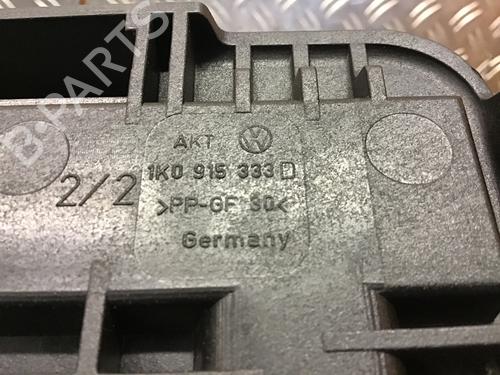 B-PARTS
AKT
1K0 915 333 D
2/2
>PP-GF 30<
Germany